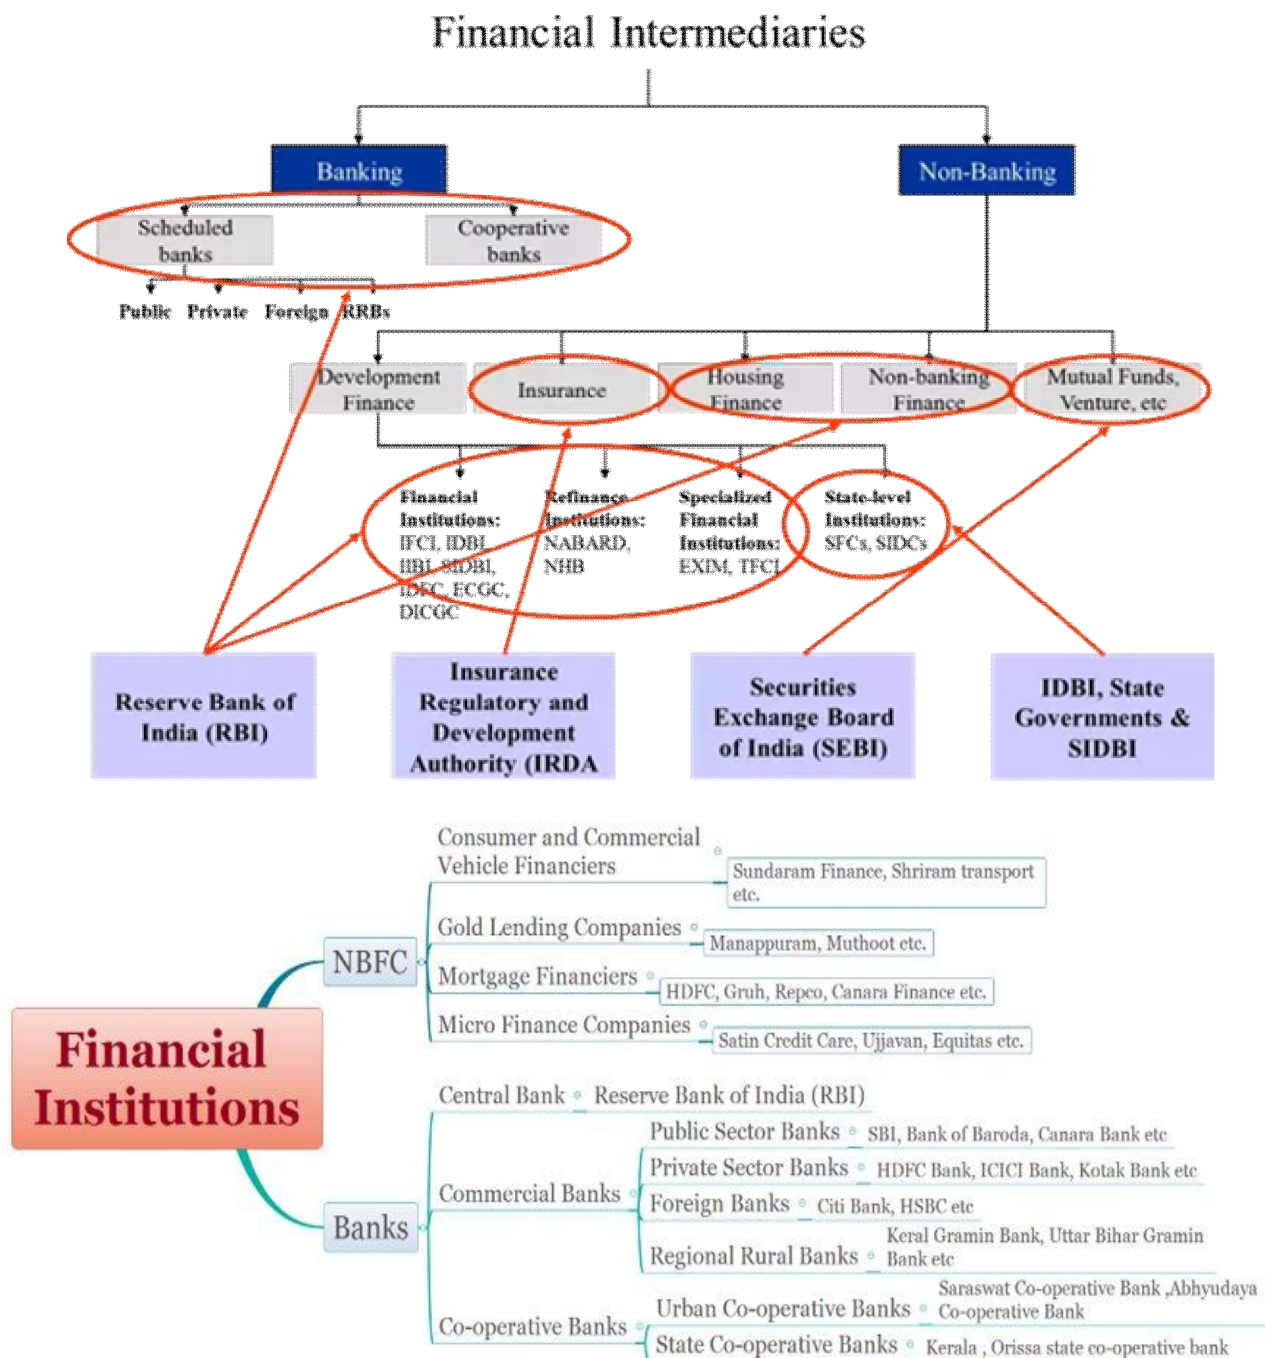 Financial Intermediaries
Banking
Non-Banking
Scheduled
banks
Cooperative
banks
Public Private Foreign RRBs
Development
Finance
Insurance
Housing
Finance
Non-banking
Finance
Mutual Funds,
Venture, etc
Financial
Institutions:
IFCI, IDBI,
IIBI, SIDBI,
IDFC, ECGC,
DICGC
Refinance
Institutions:
NABARD,
NHB
Specialized
Financial
Institutions:
EXIM, TFCI
State-level
Institutions:
SFCs, SIDCs
Reserve Bank of
India (RBI)
Insurance
Regulatory and
Development
Authority (IRDA
Securities
Exchange Board
of India (SEBI)
IDBI, State
Governments &
SIDBI
Financial
Institutions
NBFC
Consumer and Commercial
Vehicle Financiers
Sundaram Finance, Shriram transport
etc.
Gold Lending Companies
Manappuram, Muthoot etc.
Mortgage Financiers
HDFC, Gruh, Repco, Canara Finance etc.
Micro Finance Companies
Satin Credit Care, Ujjavan, Equitas etc.
Banks
Central Bank
Reserve Bank of India (RBI)
Commercial Banks
Public Sector Banks
SBI, Bank of Baroda, Canara Bank etc
Private Sector Banks
HDFC Bank, ICICI Bank, Kotak Bank etc
Foreign Banks
Citi Bank, HSBC etc
Regional Rural Banks
Keral Gramin Bank, Uttar Bihar Gramin
Bank etc
Co-operative Banks
Urban Co-operative Banks
Saraswat Co-operative Bank ,Abhyudaya
Co-operative Bank
State Co-operative Banks
Kerala , Orissa state co-operative bank